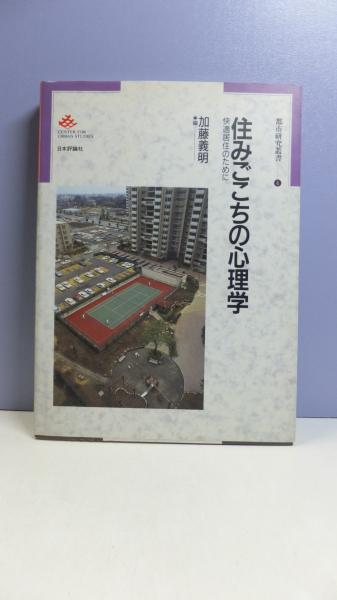 都市研究叢書
4
住みごこちの心理学
快適居住のために
加藤義明
編
CENTER FOR
URBAN STUDIES
日本評論社